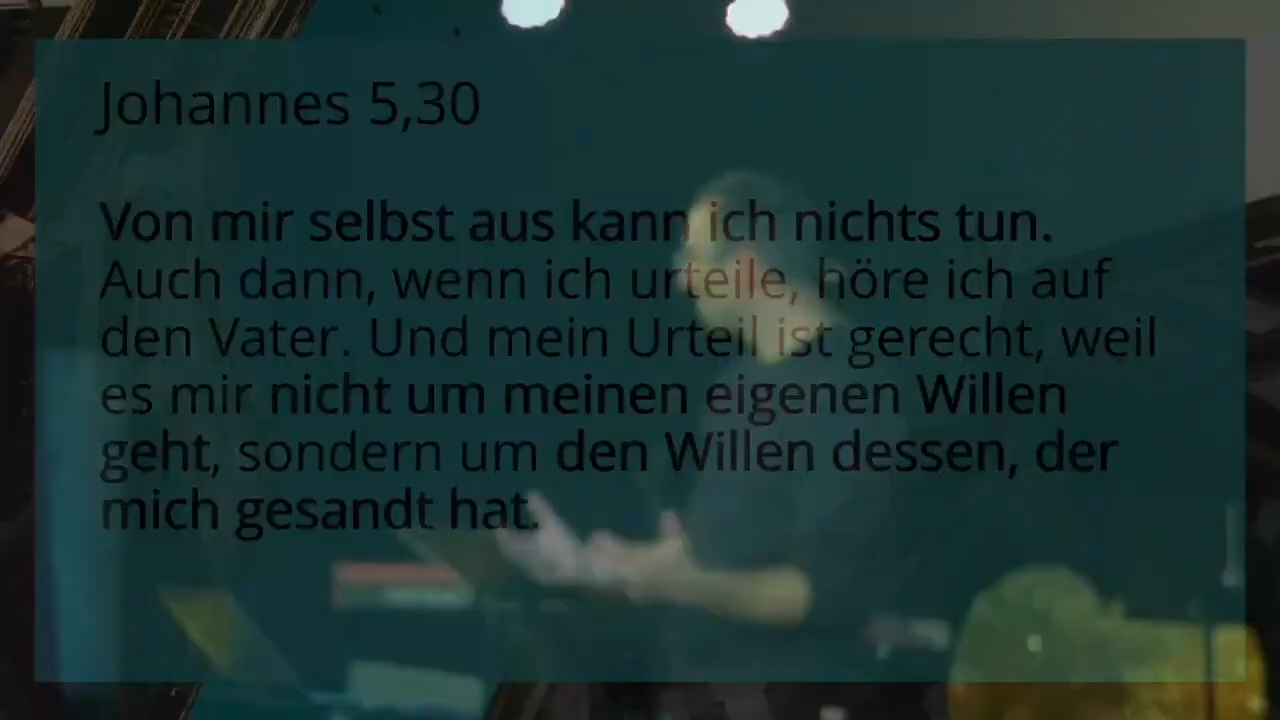 Johannes 5,30
Von mir selbst aus kann ich nichts tun.
Auch dann, wenn ich urteile, höre ich auf
den Vater. Und mein Urteil ist gerecht, weil
es mir nicht um meinen eigenen Willen
geht, sondern um den Willen dessen, der
mich gesandt hat.